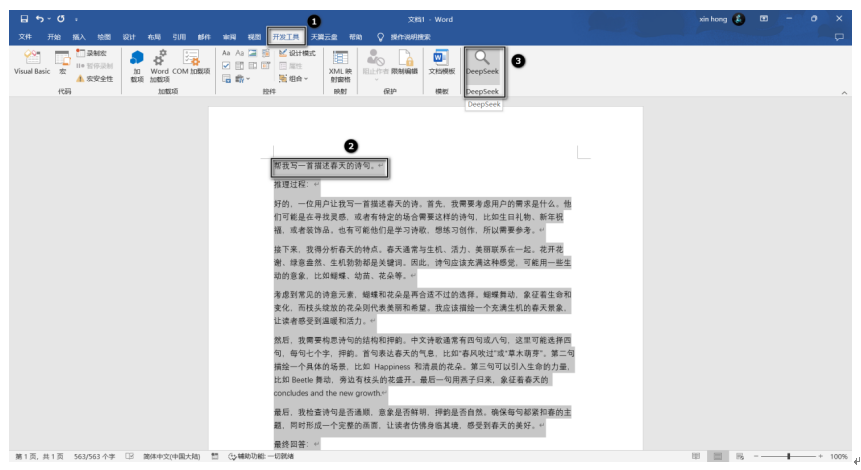 文档1 - Word
xin hong
文件 开始 插入 绘图 设计 布局 引用 邮件 审阅 视图 开发工具 天翼云盘 帮助 操作说明搜索
1
Visual Basic 宏 录制宏 暂停录制 宏安全性
加载项 Word 加载项 COM 加载项
Aa Aa 设计模式 属性 组合
XML 映射窗格
阻止作者 限制编辑
文档模板
DeepSeek
3
代码 加载项 控件 映射 保护 模板 DeepSeek
DeepSeek
2
帮我写一首描述春天的诗句。
推理过程:
好的,一位用户让我写一首描述春天的诗。首先,我需要考虑用户的需求是什么。他
们可能是在寻找灵感,或者有特定的场合需要这样的诗句,比如生日礼物、新年祝
福,或者装饰品。也有可能他们是学习诗歌,想练习创作,所以需要参考。
接下来,我得分析春天的特点。春天通常与生机、活力、美丽联系在一起。花开花
谢、绿意盎然、生机勃勃都是关键词。因此,诗句应该充满这种感觉,可能用一些生
动的意象,比如蝴蝶、幼苗、花朵等。
考虑到常见的诗意元素,蝴蝶和花朵是再合适不过的选择。蝴蝶舞动,象征着生命和
变化,而枝头绽放的花朵则代表美丽和希望。我应该描绘一个充满生机的春天景象,
让读者感受到温暖和活力。
然后,我需要构思诗句的结构和押韵。中文诗歌通常有四句或八句,这里可能选择四
句,每句七个字,押韵。首句表达春天的气息,比如“春风吹过”或“草木萌芽”。第二句
描绘一个具体的场景,比如 Happiness 和清晨的花朵。第三句可以引入生命的力量,
比如 Beetle 舞动,旁边有枝头的花盛开。最后一句用燕子归来,象征着春天的
concludes and the new growth.
最后,我检查诗句是否通顺,意象是否鲜明,押韵是否自然。确保每句都紧扣春的主
题,同时形成一个完整的画面,让读者仿佛身临其境,感受到春天的美好。
最终回答:
第 1 页,共 1 页 563/563 个字 简体中文(中国大陆) 辅助功能: 一切就绪 100%